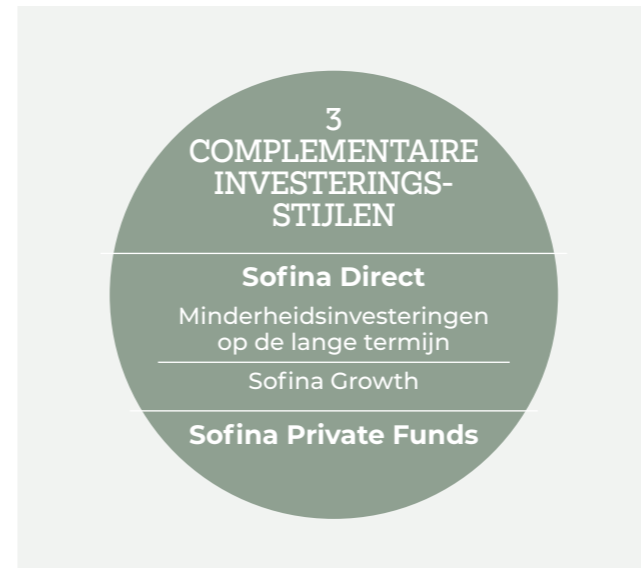 3
COMPLEMENTAIRE
INVESTERINGS-
STIJLEN
Sofina Direct
Minderheidsinvesteringen
op de lange termijn
Sofina Growth
Sofina Private Funds